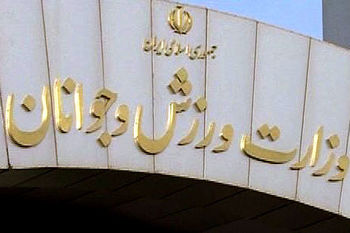 جمهوری اسلامی ایران
وزارت ورزش و جوانان